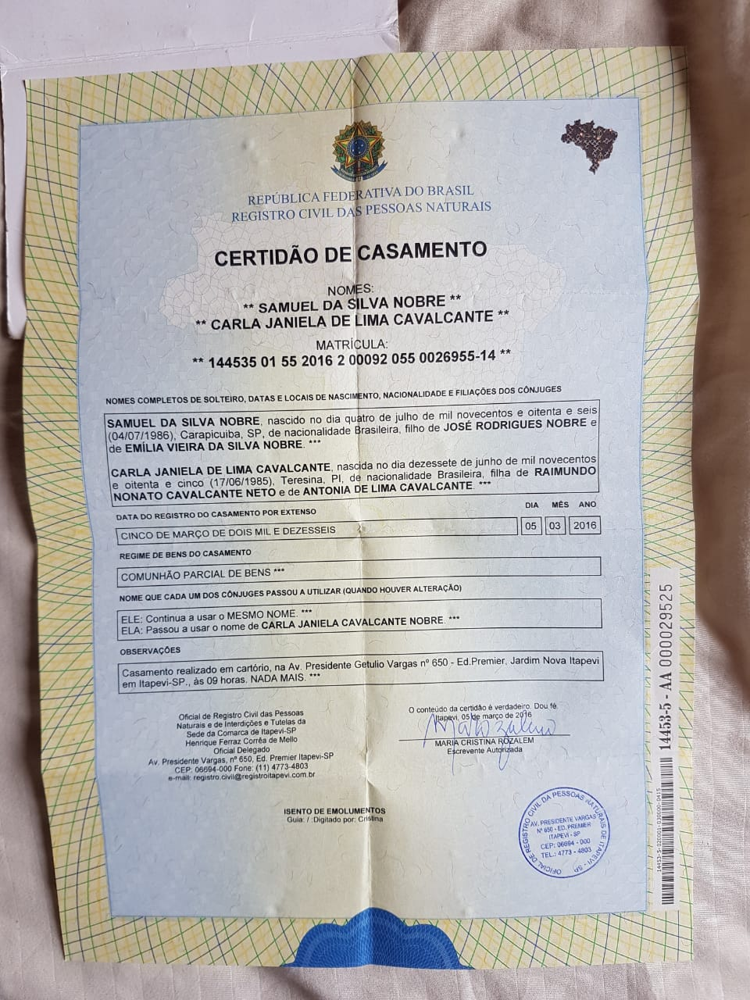 REPÚBLICA FEDERATIVA DO BRASIL
REGISTRO CIVIL DAS PESSOAS NATURAIS
CERTIDÃO DE CASAMENTO
NOMES:
** SAMUEL DA SILVA NOBRE **
** CARLA JANIELA DE LIMA CAVALCANTE **
MATRÍCULA:
** 144535 01 55 2016 2 00092 055 0026955-14 **
NOMES COMPLETOS DE SOLTEIRO, DATAS E LOCAIS DE NASCIMENTO, NACIONALIDADE E FILIAÇÕES DOS CÔNJUGES
SAMUEL DA SILVA NOBRE, nascido no dia quatro de julho de mil novecentos e oitenta e seis
(04/07/1986), Carapicuiba, SP, de nacionalidade Brasileira, filho de JOSÉ RODRIGUES NOBRE e
de EMÍLIA VIEIRA DA SILVA NOBRE. ***
CARLA JANIELA DE LIMA CAVALCANTE, nascida no dia dezessete de junho de mil novecentos
e oitenta e cinco (17/06/1985), Teresina, PI, de nacionalidade Brasileira, filha de RAIMUNDO
NONATO CAVALCANTE NETO e de ANTONIA DE LIMA CAVALCANTE. ***
DATA DO REGISTRO DO CASAMENTO POR EXTENSO
DIA MÊS ANO
CINCO DE MARÇO DE DOIS MIL E DEZESSEIS
05 03 2016
REGIME DE BENS DO CASAMENTO
COMUNHÃO PARCIAL DE BENS ***
NOME QUE CADA UM DOS CÔNJUGES PASSOU A UTILIZAR (QUANDO HOUVER ALTERAÇÃO)
ELE: Continua a usar o MESMO NOME. ***
ELA: Passou a usar o nome de CARLA JANIELA CAVALCANTE NOBRE. ***
OBSERVAÇÕES
Casamento realizado em cartório, na Av. Presidente Getulio Vargas nº 650 - Ed.Premier, Jardim Nova Itapevi
em Itapevi-SP., às 09 horas. NADA MAIS. ***
Oficial de Registro Civil das Pessoas
Naturais e de Interdições e Tutelas da
Sede da Comarca de Itapevi-SP
Henrique Ferraz Corrêa de Mello
Oficial Delegado
Av. Presidente Vargas, nº 650, Ed. Premier Itapevi-SP
CEP: 06694-000 Fone: (11) 4773-4803
e-mail: registro.civil@registroitapevi.com.br
O conteúdo da certidão é verdadeiro. Dou fé.
Itapevi, 05 de março de 2016
MARIA CRISTINA ROZALEM
Escrevente Autorizada
ISENTO DE EMOLUMENTOS
Guia: / :Digitado por: Cristina
OFICIAL DE REGISTRO CIVIL DA PESSOAS NATURAIS DE ITAPEVI - SP
AV. PRESIDENTE VARGAS
Nº 650 - ED. PREMIER
ITAPEVI - SP
CEP: 06694 - 000
TEL.: 4773 - 4803
14453-5 - AA 000029525
14453-5-020001-030000-0415